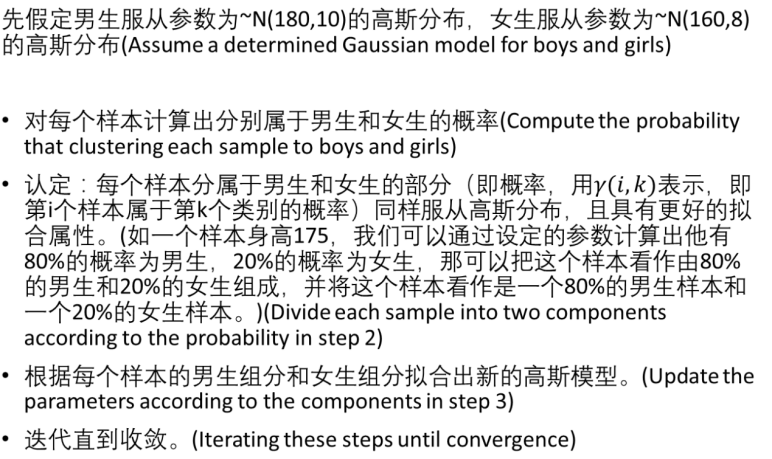 先假定男生服从参数为~N(180,10)的高斯分布，女生服从参数为~N(160,8)
的高斯分布(Assume a determined Gaussian model for boys and girls)
• 对每个样本计算出分别属于男生和女生的概率(Compute the probability
that clustering each sample to boys and girls)
• 认定：每个样本分属于男生和女生的部分（即概率，用γ(i,k)表示，即
第i个样本属于第k个类别的概率）同样服从高斯分布，且具有更好的拟
合属性。(如一个样本身高175，我们可以通过设定的参数计算出他有
80%的概率为男生，20%的概率为女生，那可以把这个样本看作由80%
的男生和20%的女生组成，并将这个样本看作是一个80%的男生样本和
一个20%的女生样本。)(Divide each sample into two components
according to the probability in step 2)
• 根据每个样本的男生组分和女生组分拟合出新的高斯模型。(Update the
parameters according to the components in step 3)
• 迭代直到收敛。(Iterating these steps until convergence)